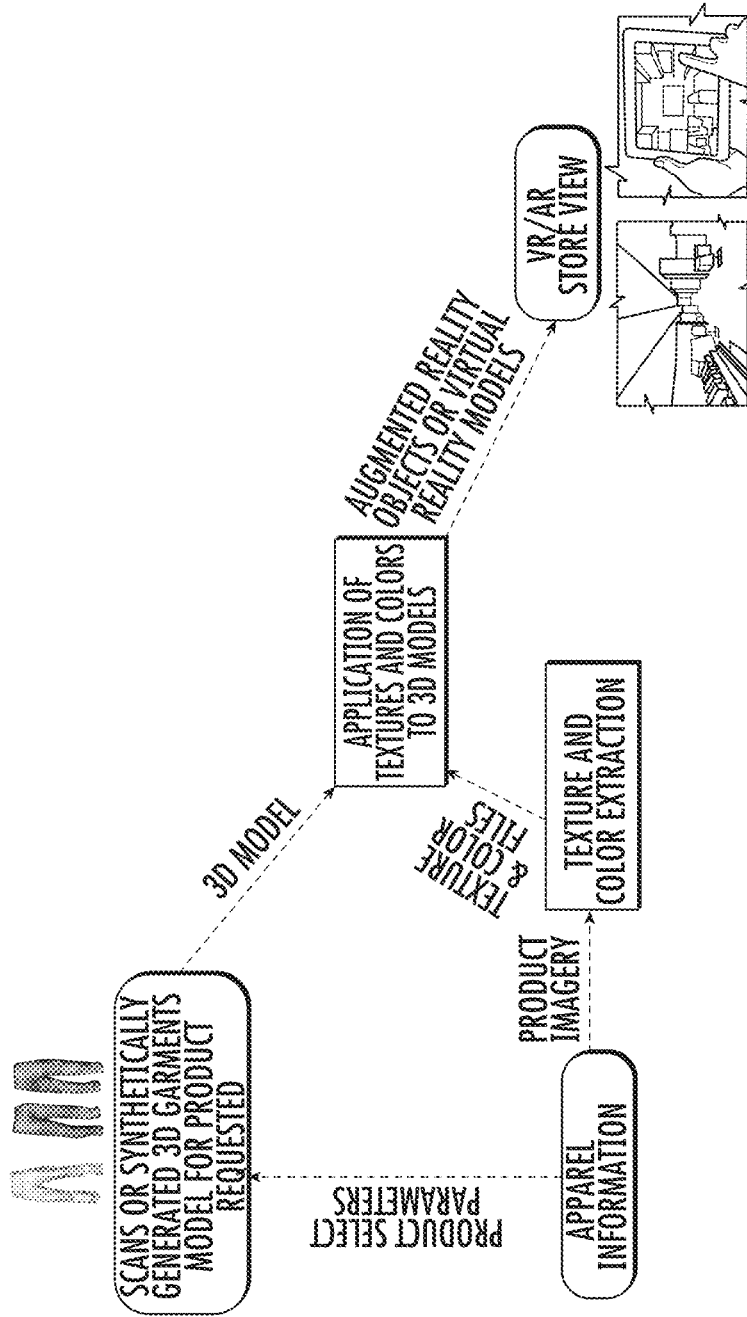 SCANS OR SYNTHETICALLY
GENERATED 3D GARMENTS
MODEL FOR PRODUCT
REQUESTED
3D MODEL
PRODUCT SELECT
PARAMETERS
APPAREL
INFORMATION
PRODUCT
IMAGERY
TEXTURE AND
COLOR EXTRACTION
TEXTURE
& COLOR
FILES
APPLICATION OF
TEXTURES AND COLORS
TO 3D MODELS
AUGMENTED REALITY
OBJECTS OR VIRTUAL
REALITY MODELS
VR/AR
STORE VIEW